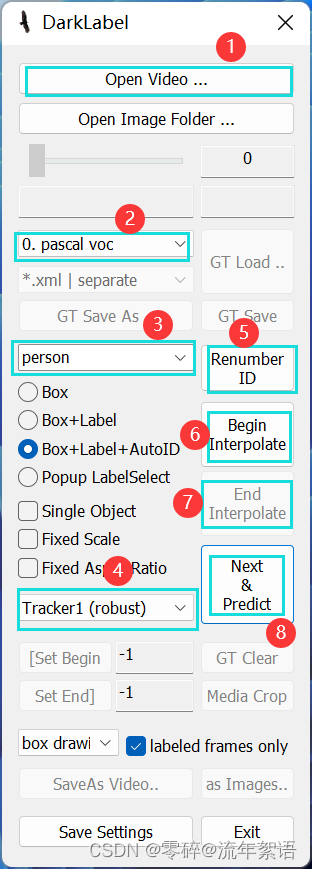 DarkLabel
1
Open Video ...
Open Image Folder ...
0
2
0. pascal voc
GT Load ..
*.xml | separate
GT Save As
GT Save
3
5
person
Renumber
ID
Box
Box+Label
6
Begin
Interpolate
Box+Label+AutoID
Popup LabelSelect
7
End
Interpolate
Single Object
Fixed Scale
4
Fixed Aspect Ratio
Next
&
Predict
Tracker1 (robust)
8
[Set Begin
-1
GT Clear
Set End]
-1
Media Crop
box drawi
labeled frames only
SaveAs Video..
as Images..
Save Settings
Exit
CSDN @零碎@流年絮语